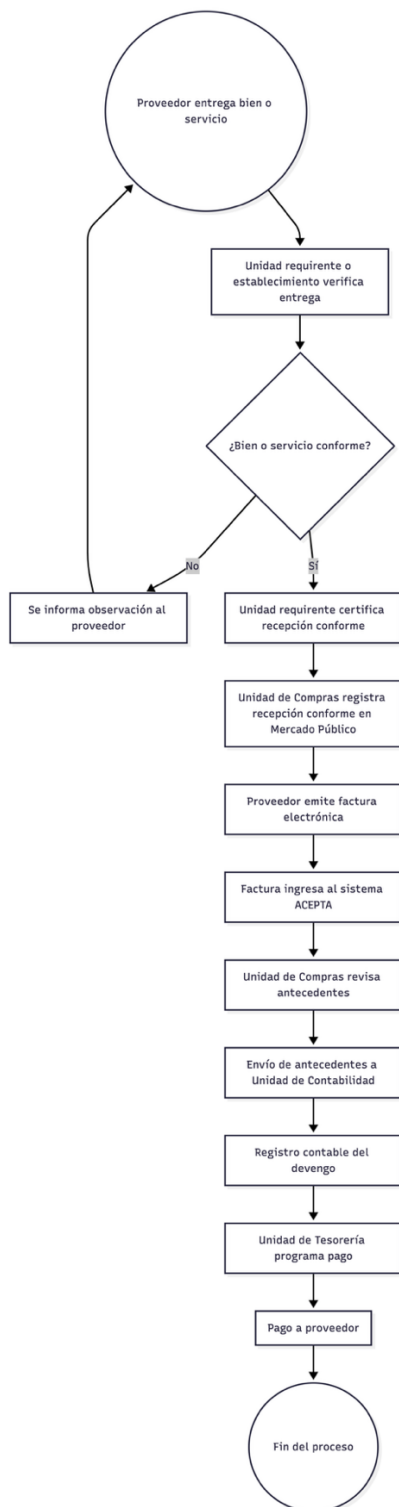 Proveedor entrega bien o
servicio
Unidad requirente o
establecimiento verifica
entrega
¿Bien o servicio conforme?
No
Sí
Se informa observación al
proveedor
Unidad requirente certifica
recepción conforme
Unidad de Compras registra
recepción conforme en
Mercado Público
Proveedor emite factura
electrónica
Factura ingresa al sistema
ACEPTA
Unidad de Compras revisa
antecedentes
Envío de antecedentes a
Unidad de Contabilidad
Registro contable del
devengo
Unidad de Tesorería
programa pago
Pago a proveedor
Fin del proceso